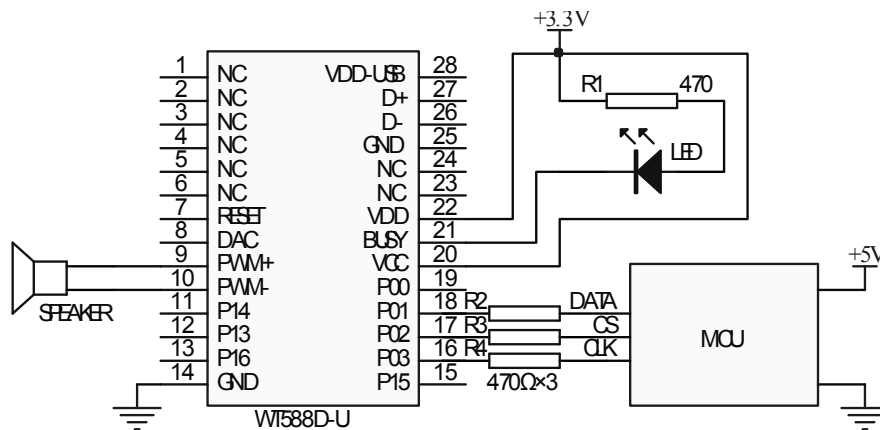 +3.3V
1 NC VDD-USB 28
2 NC D+ 27
3 NC D- 26
4 NC GND 25
5 NC NC 24
6 NC NC 23
7 RESET VDD 22
8 DAC BUSY 21
9 PWM+ VCC 20
10 PWM- P00 19
11 P14 P01 18
12 P13 P02 17
13 P16 P03 16
14 GND P15 15
WT588D-U
SPEAKER
R1 470
LED
R2 DATA
R3 CS
R4 CLK
470Ω×3
MCU
+5V